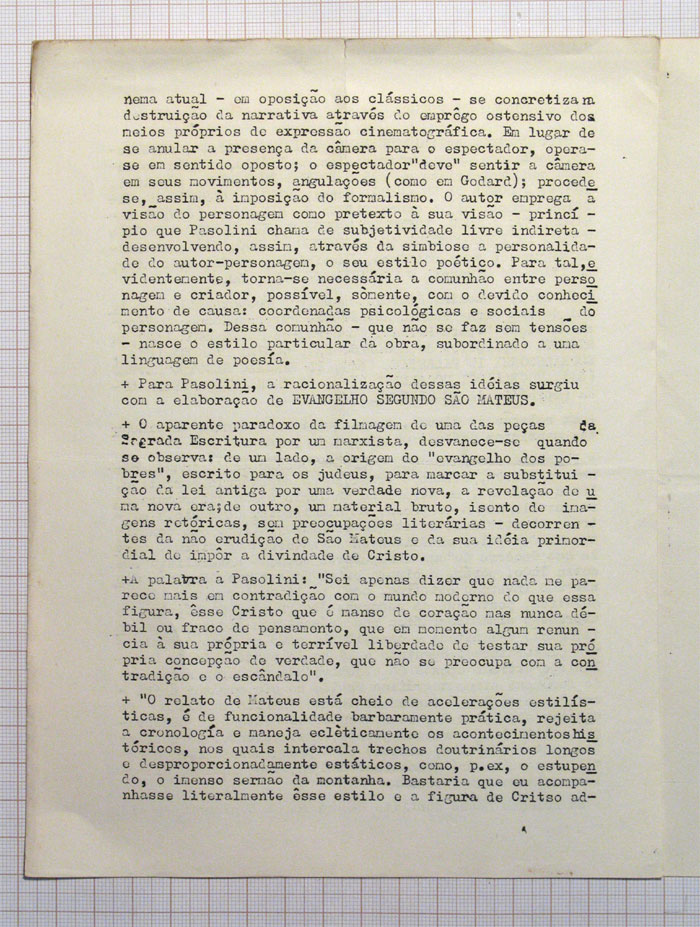 nema atual - em oposição aos clássicos - se concretiza na
destruição da narrativa através do emprêgo ostensivo dos
meios próprios de expressão cinematográfica. Em lugar de
se anular a presença da câmera para o espectador, opera-
se em sentido oposto; o espectador"deve" sentir a câmera
em seus movimentos, angulações (como em Godard); procede
se, assim, à imposição do formalismo. O autor emprega a
visão do personagem como pretexto à sua visão - princí -
pio que Pasolini chama de subjetividade livre indireta -
desenvolvendo, assim, através da simbiose a personalida-
de do autor-personagem, o seu estilo poético. Para tal,e
videntemente, torna-se necessária a comunhão entre perso
nagem e criador, possível, sòmente, com o devido conheci
mento de causa: coordenadas psicológicas e sociais do
personagem. Dessa comunhão - que não se faz sem tensões
- nasce o estilo particular da obra, subordinado a uma
linguagem de poesía.
+ Para Pasolini, a racionalização dessas idéias surgiu
com a elaboração de EVANGELHO SEGUNDO SÃO MATEUS.
+ O aparente paradoxo da filmagem de uma das peças da
Sagrada Escritura por um marxista, desvanece-se quando
se observa: de um lado, a origem do "evangelho dos po-
bres", escrito para os judeus, para marcar a substitui -
ção da lei antiga por uma verdade nova, a revelação de u
ma nova era;de outro, um material bruto, isento de ima-
gens retóricas, sem preocupações literárias - decorren -
tes da não erudição de São Mateus e da sua idéia primor-
dial de impôr a divindade de Cristo.
+A palavra à Pasolini: "Sei apenas dizer que nada me pa-
rece mais em contradição com o mundo moderno do que essa
figura, êsse Cristo que é manso de coração mas nunca dé-
bil ou fraco de pensamento, que em momento algum renun -
cia à sua própria e terrível liberdade de testar sua pró
pria concepção de verdade, que não se preocupa com a con
tradição e o escândalo".
+ "O relato de Mateus está cheio de acelerações estilís-
ticas, é de funcionalidade barbaramente prática, rejeita
a cronología e maneja eclèticamente os acontecimentos his
tóricos, nos quais intercala trechos doutrinários longos
e desproporcionadamente estáticos, como, p.ex, o estupen
do, o imenso sermão da montanha. Bastaria que eu acompa-
nhasse literalmente êsse estilo e a figura de Critso ad-